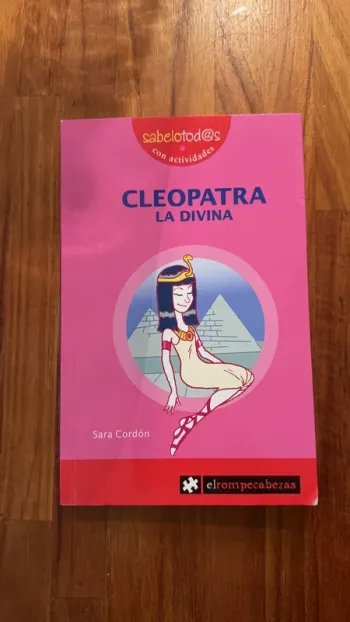 sabelotod@s
con actividades
CLEOPATRA
LA DIVINA
Sara Cordón
elrompecabezas